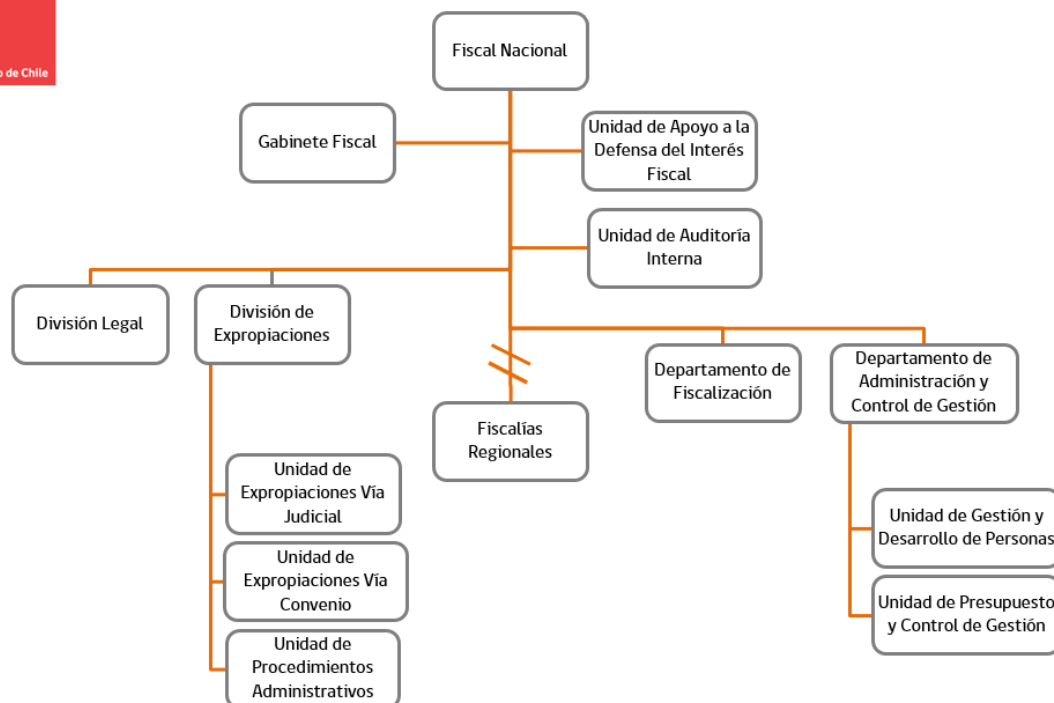 o de Chile
Fiscal Nacional
Gabinete Fiscal
Unidad de Apoyo a la
Defensa del Interés
Fiscal
Unidad de Auditoría
Interna
División Legal
División de
Expropiaciones
Departamento de
Fiscalización
Departamento de
Administración y
Control de Gestión
Fiscalías
Regionales
Unidad de
Expropiaciones Vía
Judicial
Unidad de
Expropiaciones Vía
Convenio
Unidad de
Procedimientos
Administrativos
Unidad de Gestión y
Desarrollo de Personas
Unidad de Presupuesto
y Control de Gestión